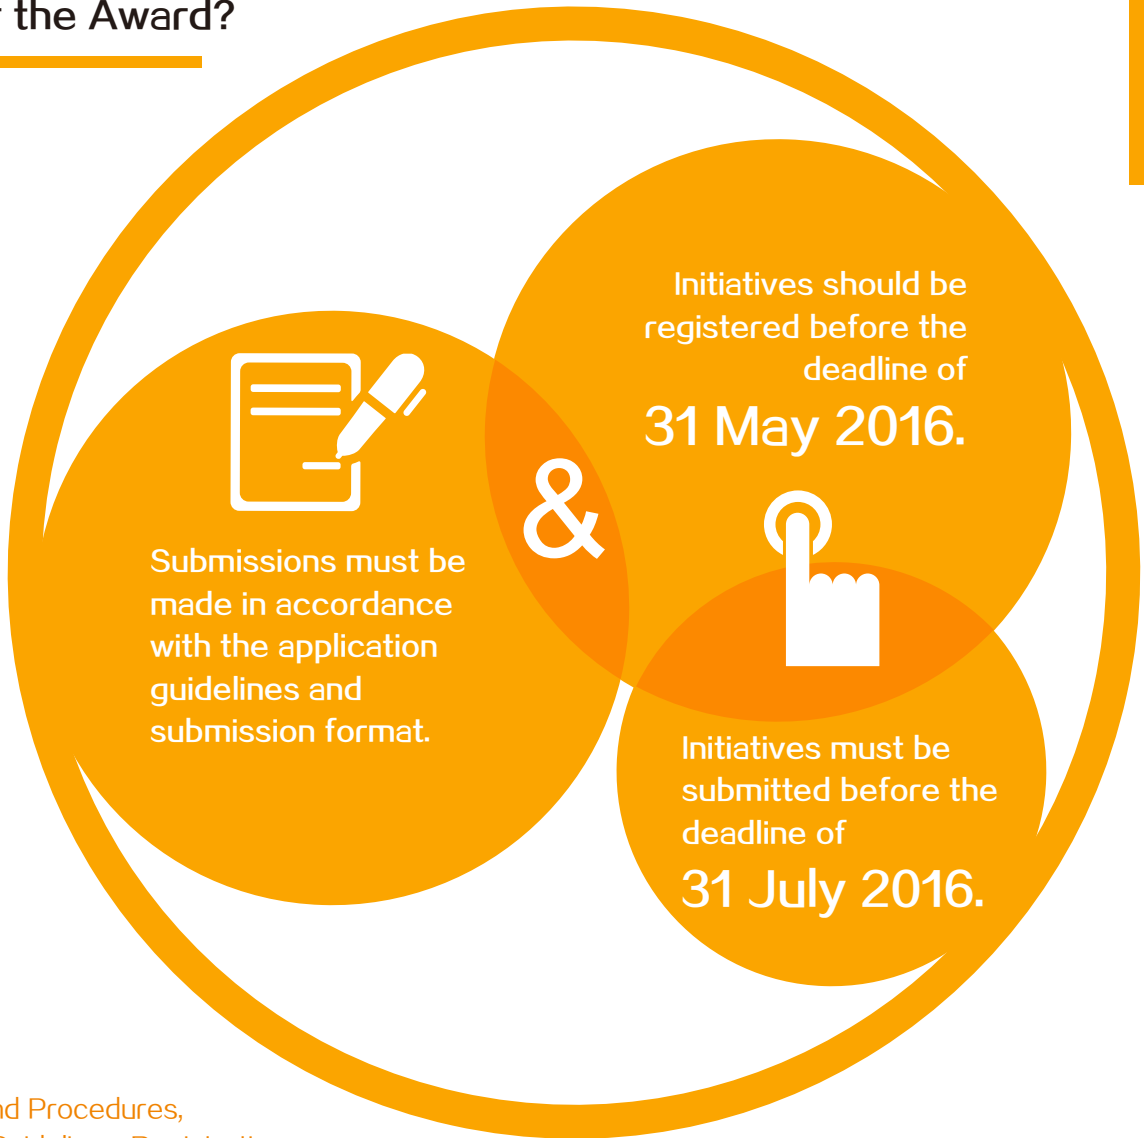 the Award?
Initiatives should be
registered before the
deadline of
31 May 2016.
&
Submissions must be
made in accordance
with the application
guidelines and
submission format.
Initiatives must be
submitted before the
deadline of
31 July 2016.
Procedures,